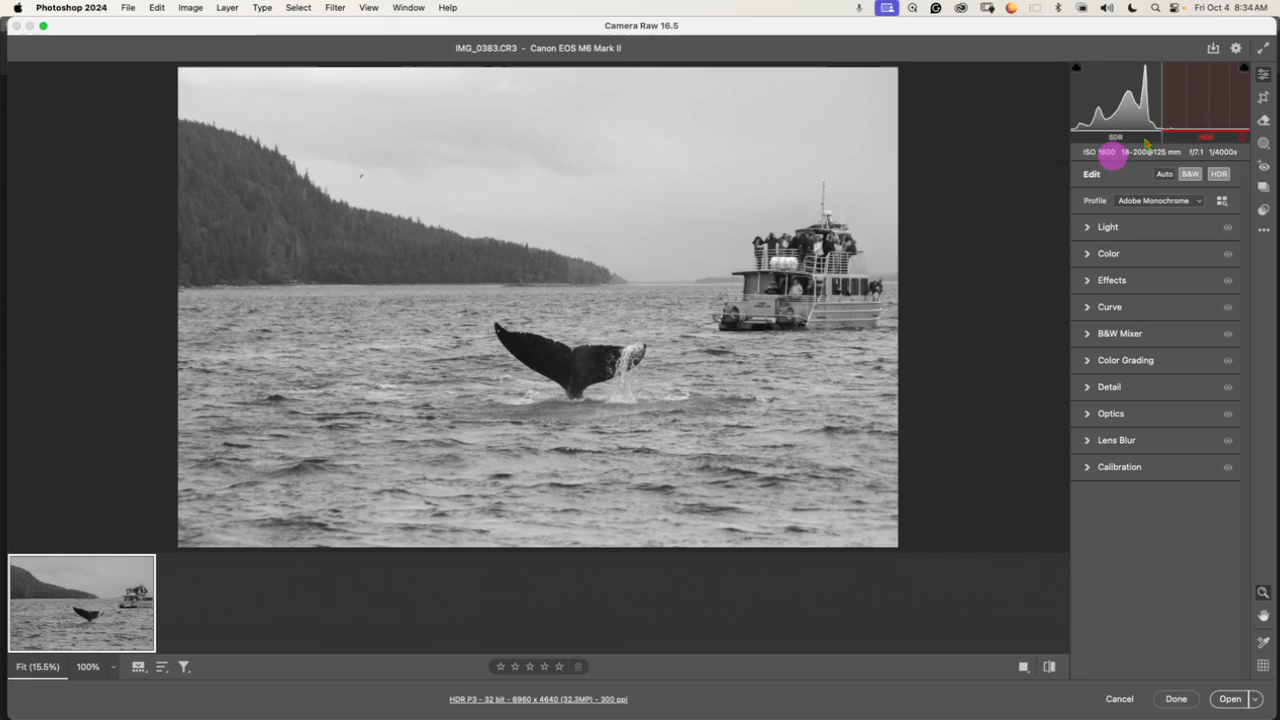 Photoshop 2024 File Edit Image Layer Type Select Filter View Window Help Fri Oct 4 8:34AM
Camera Raw 16.5
IMG_0383.CR3 - Canon EOS M6 Mark II
SDR HDR
ISO 1600 18-200@125 mm f/7.1 1/4000s
Edit Auto B&W HDR
Profile Adobe Monochrome
Light
Color
Effects
Curve
B&W Mixer
Color Grading
Detail
Optics
Lens Blur
Calibration
Fit (15.5%) 100%
HDR P3 - 32 bit - 6960 x 4640 (32.3MP) - 300 ppi
Cancel Done Open